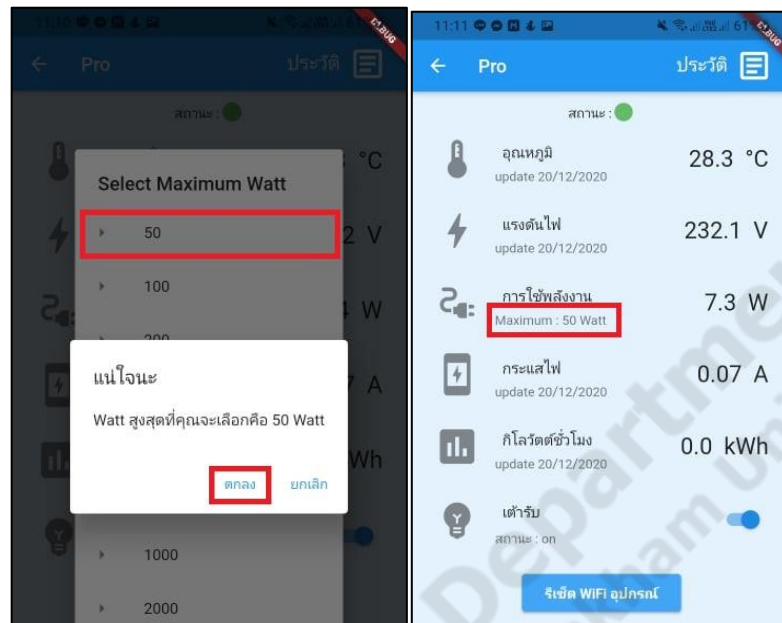 11:10
Pro
ประวัติ
สถานะ :
°C
Select Maximum Watt
50
2 V
100
W
200
แน่ใจนะ
Watt สูงสุดที่คุณจะเลือกคือ 50 Watt
A
ตกลง
ยกเลิก
Wh
1000
2000
11:11
61
Pro
ประวัติ
สถานะ :
อุณหภูมิ
28.3 °C
update 20/12/2020
แรงดันไฟ
232.1 V
update 20/12/2020
การใช้พลังงาน
7.3 W
Maximum : 50 Watt
กระแสไฟ
0.07 A
update 20/12/2020
กิโลวัตต์ชั่วโมง
0.0 kWh
update 20/12/2020
เต้ารับ
สถานะ : on
รีเซ็ต WiFi อุปกรณ์